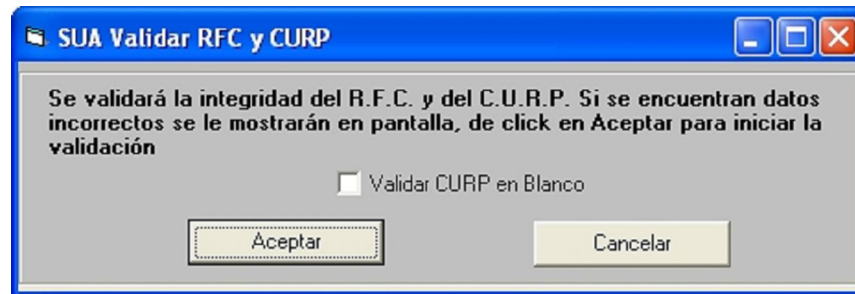 SUA Validar RFC y CURP
Se validará la integridad del R.F.C. y del C.U.R.P. Si se encuentran datos
incorrectos se le mostrarán en pantalla, de click en Aceptar para iniciar la
validación
Validar CURP en Blanco
Aceptar
Cancelar